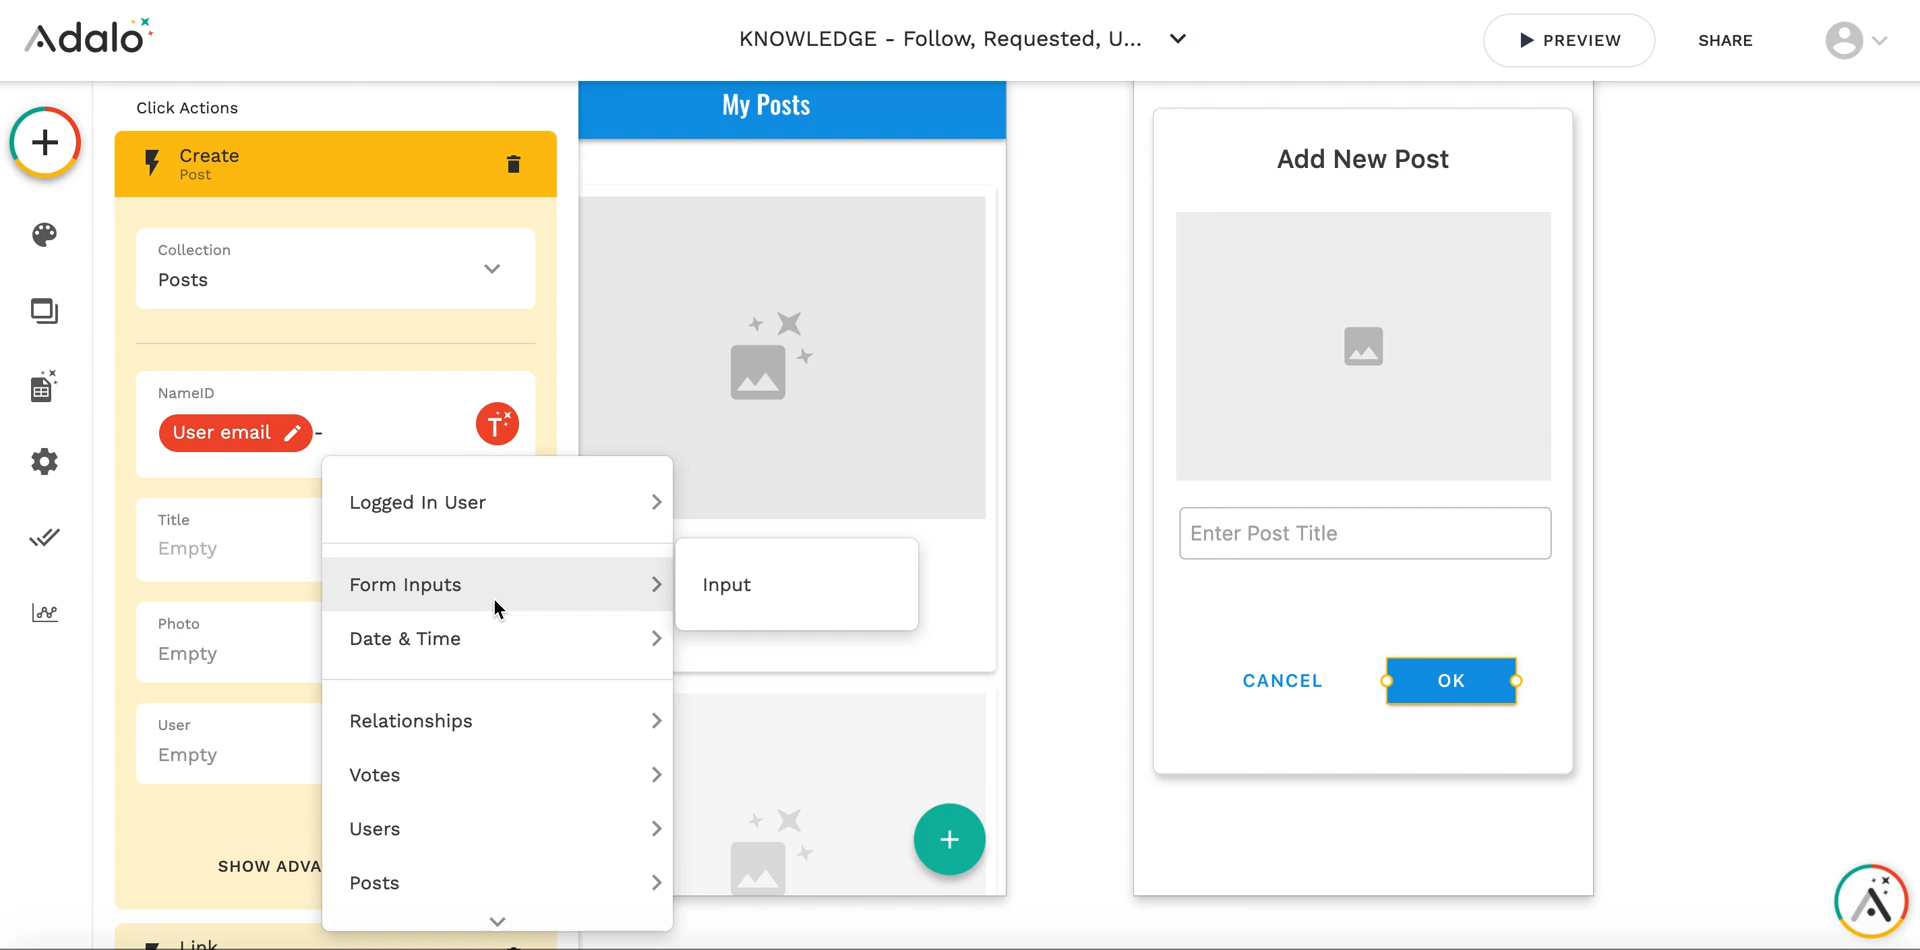 Adalo
KNOWLEDGE - Follow, Requested, U...
PREVIEW
SHARE
Click Actions
Create
Post
Collection
Posts
NameID
User email -
T
Title
Empty
Photo
Empty
User
Empty
SHOW ADVA
Link
Logged In User
Form Inputs
Date & Time
Relationships
Votes
Users
Posts
Input
My Posts
Add New Post
Enter Post Title
CANCEL
OK